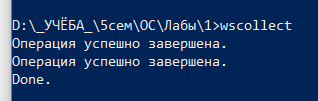 D:\_УЧЁБА_\5сем\ОС\Лабы\1>wscollect
Операция успешно завершена.
Операция успешно завершена.
Done.